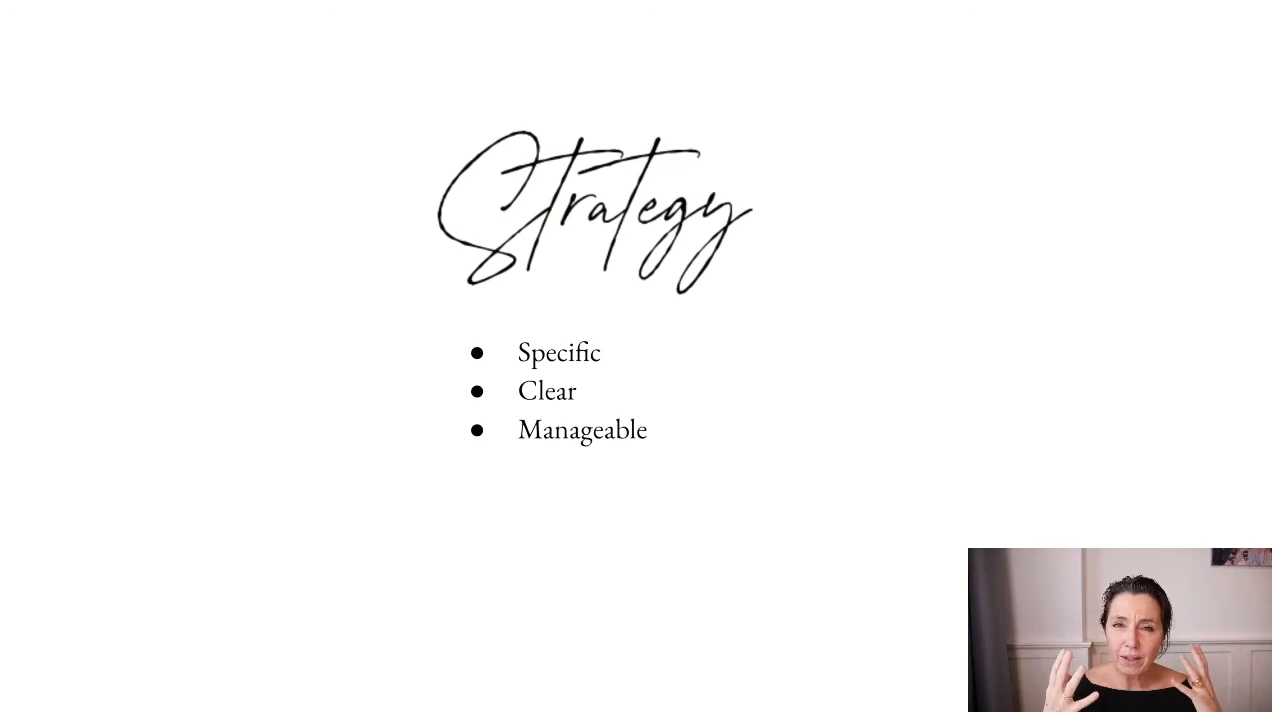 Strategy
● Specific
● Clear
● Manageable